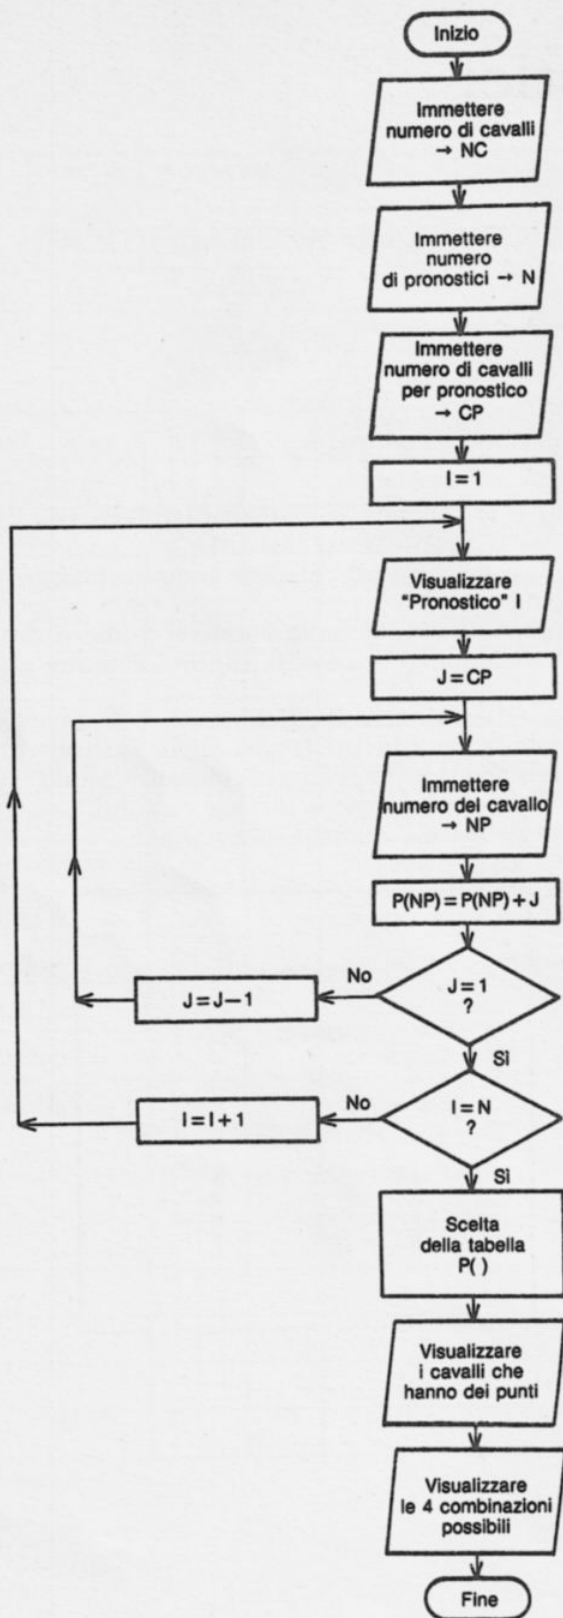 Inizio
Immettere
numero di cavalli
→ NC
Immettere
numero
di pronostici → N
Immettere
numero di cavalli
per pronostico
→ CP
I = 1
Visualizzare
"Pronostico" I
J = CP
Immettere
numero del cavallo
→ NP
P(NP) = P(NP) + J
J = 1
?
No
J = J – 1
Sì
I = N
?
No
I = I + 1
Sì
Scelta
della tabella
P( )
Visualizzare
i cavalli che
hanno dei punti
Visualizzare
le 4 combinazioni
possibili
Fine